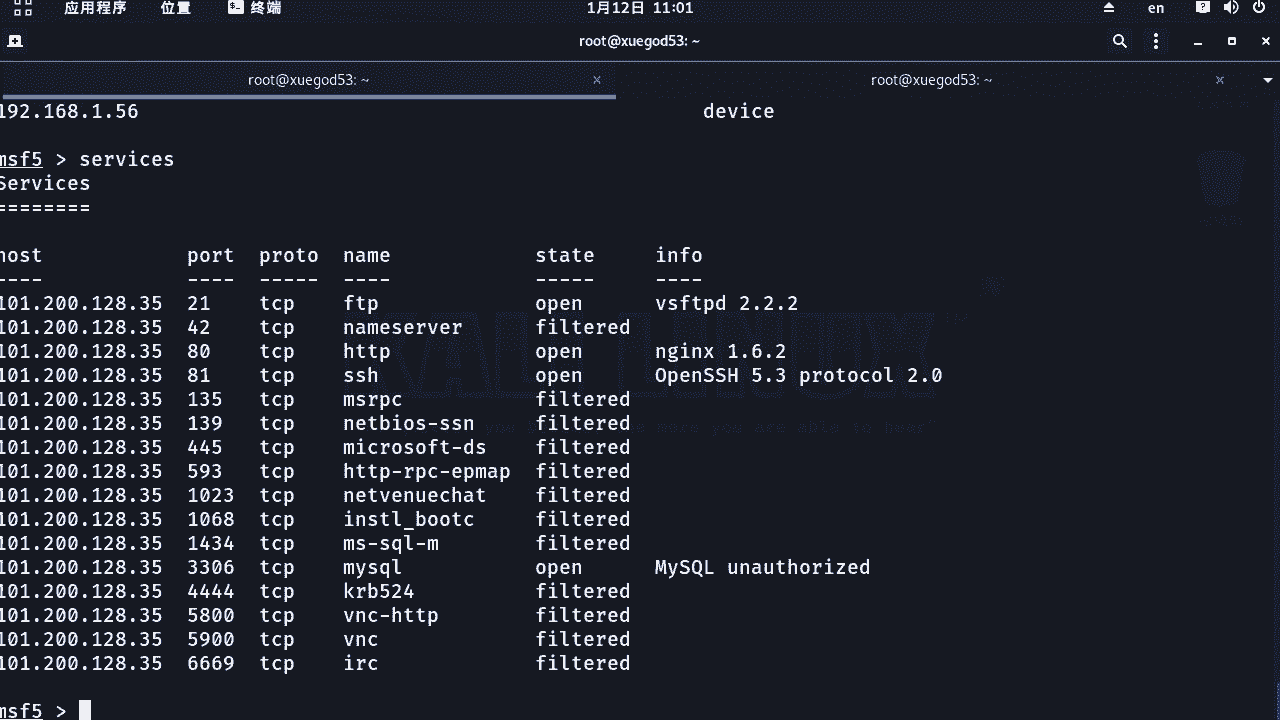 应用程序 位置 终端 1月12日 11:01 en
root@xuegod53: ~
root@xuegod53: ~ × root@xuegod53: ~ ×
192.168.1.56 device
msf5 > services
Services
========
host port proto name state info
---- ---- ----- ---- ----- ----
101.200.128.35 21 tcp ftp open vsftpd 2.2.2
101.200.128.35 42 tcp nameserver filtered
101.200.128.35 80 tcp http open nginx 1.6.2
101.200.128.35 81 tcp ssh open OpenSSH 5.3 protocol 2.0
101.200.128.35 135 tcp msrpc filtered
101.200.128.35 139 tcp netbios-ssn filtered
101.200.128.35 445 tcp microsoft-ds filtered
101.200.128.35 593 tcp http-rpc-epmap filtered
101.200.128.35 1023 tcp netvenuechat filtered
101.200.128.35 1068 tcp instl_bootc filtered
101.200.128.35 1434 tcp ms-sql-m filtered
101.200.128.35 3306 tcp mysql open MySQL unauthorized
101.200.128.35 4444 tcp krb524 filtered
101.200.128.35 5800 tcp vnc-http filtered
101.200.128.35 5900 tcp vnc filtered
101.200.128.35 6669 tcp irc filtered
msf5 >
KALI LINUX
more you are able to hear"